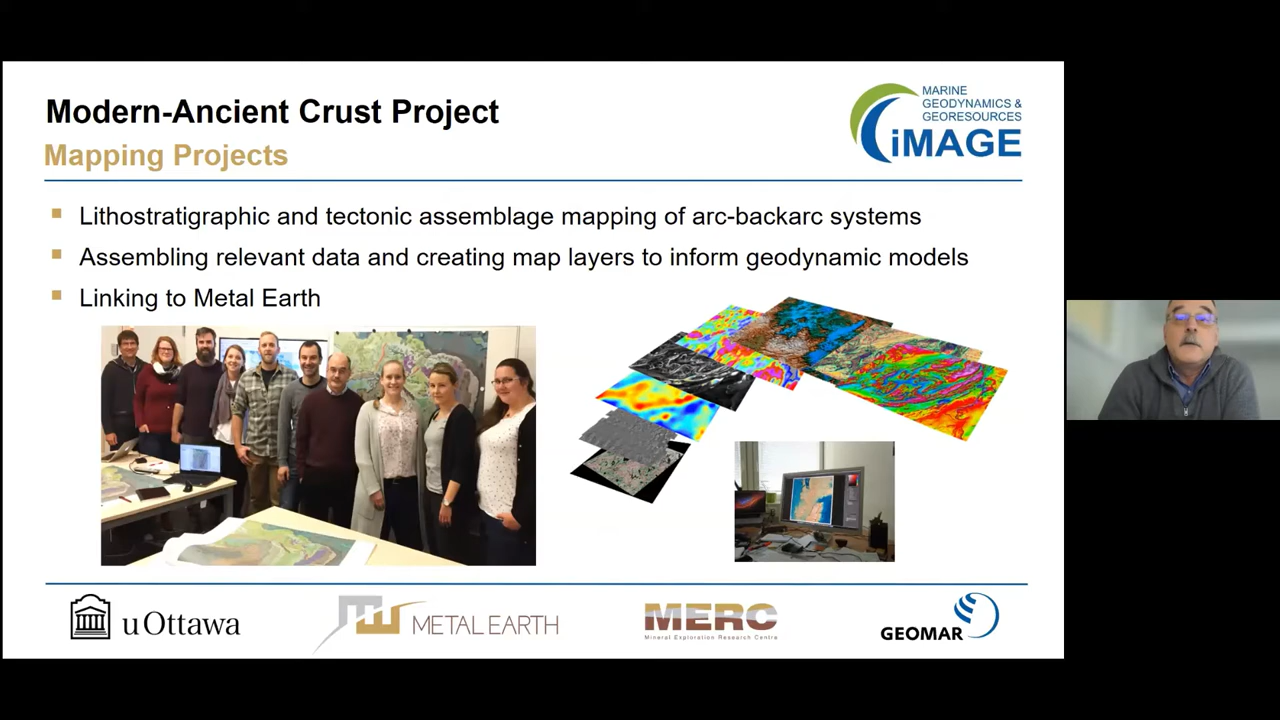 Modern-Ancient Crust Project
Mapping Projects
MARINE
GEODYNAMICS &
GEORESOURCES
iMAGE
Lithostratigraphic and tectonic assemblage mapping of arc-backarc systems
Assembling relevant data and creating map layers to inform geodynamic models
Linking to Metal Earth
uOttawa
METAL EARTH
MERC
Mineral Exploration Research Centre
GEOMAR